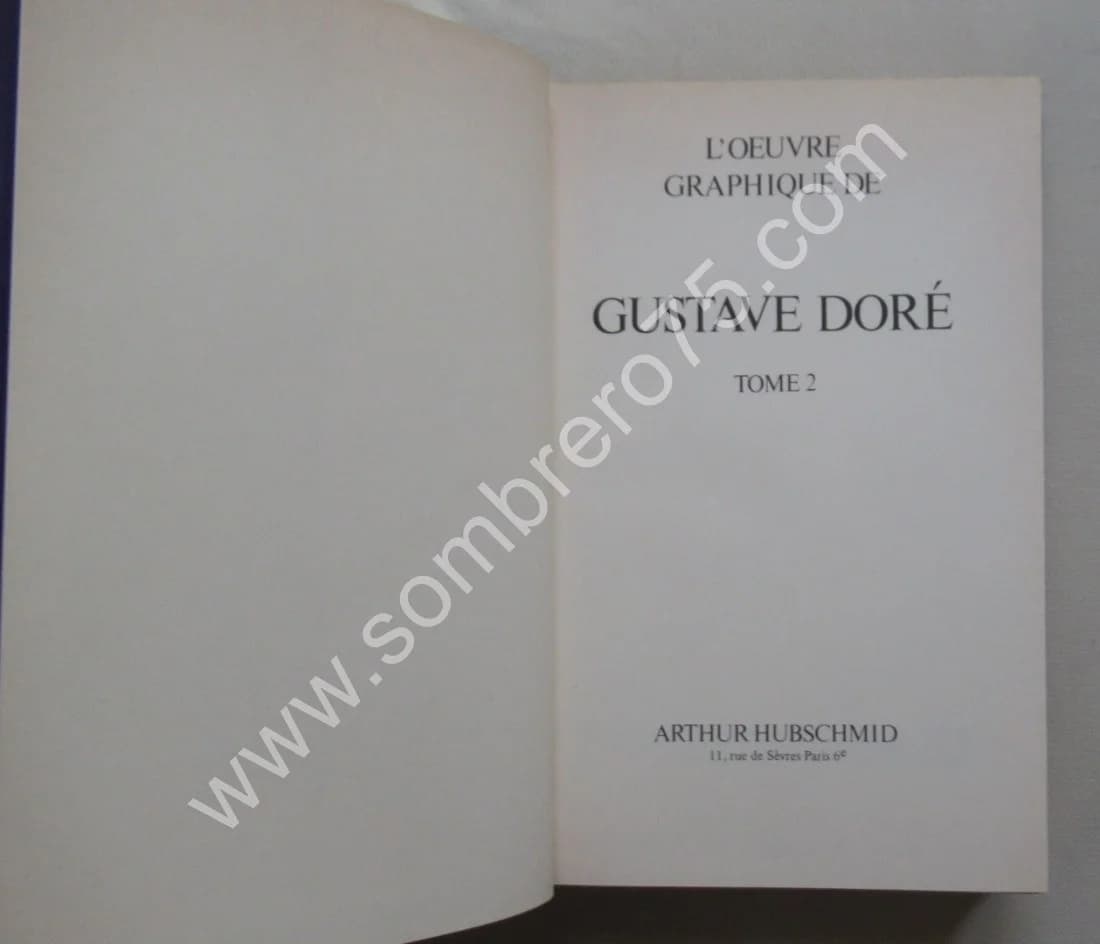 L'OEUVRE
GRAPHIQUE DE
GUSTAVE DORÉ
TOME 2
ARTHUR HUBSCHMID
11, rue de Sèvres Paris 6e
www.sombrero75.com